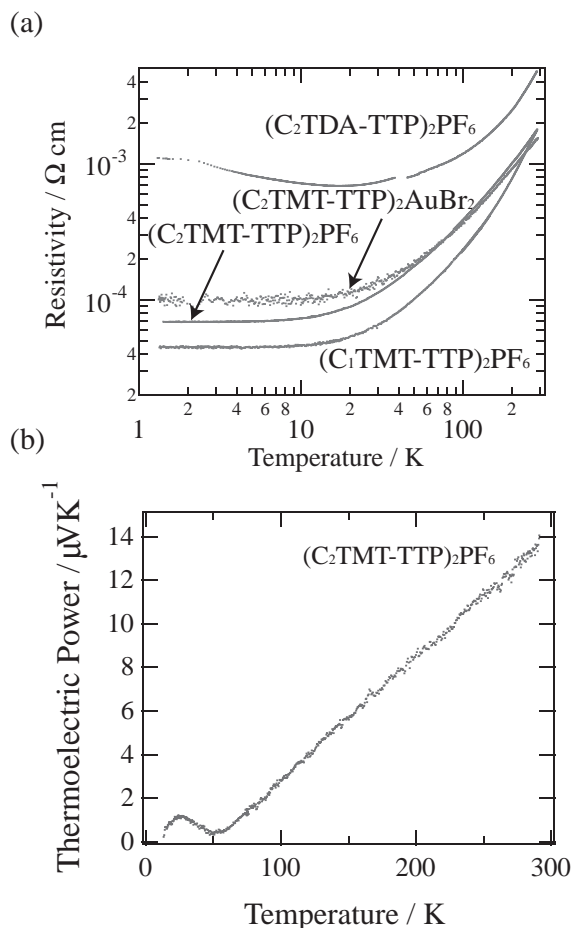 (a)
4
2
10⁻³
4
2
10⁻⁴
4
2
Resistivity / Ω cm
(C₂TDA-TTP)₂PF₆
(C₂TMT-TTP)₂AuBr₂
(C₂TMT-TTP)₂PF₆
(C₁TMT-TTP)₂PF₆
1 2 4 6 8 10 2 4 6 8 100 2
Temperature / K
(b)
14
12
10
8
6
4
2
0
Thermoelectric Power / μVK⁻¹
(C₂TMT-TTP)₂PF₆
0 100 200 300
Temperature / K